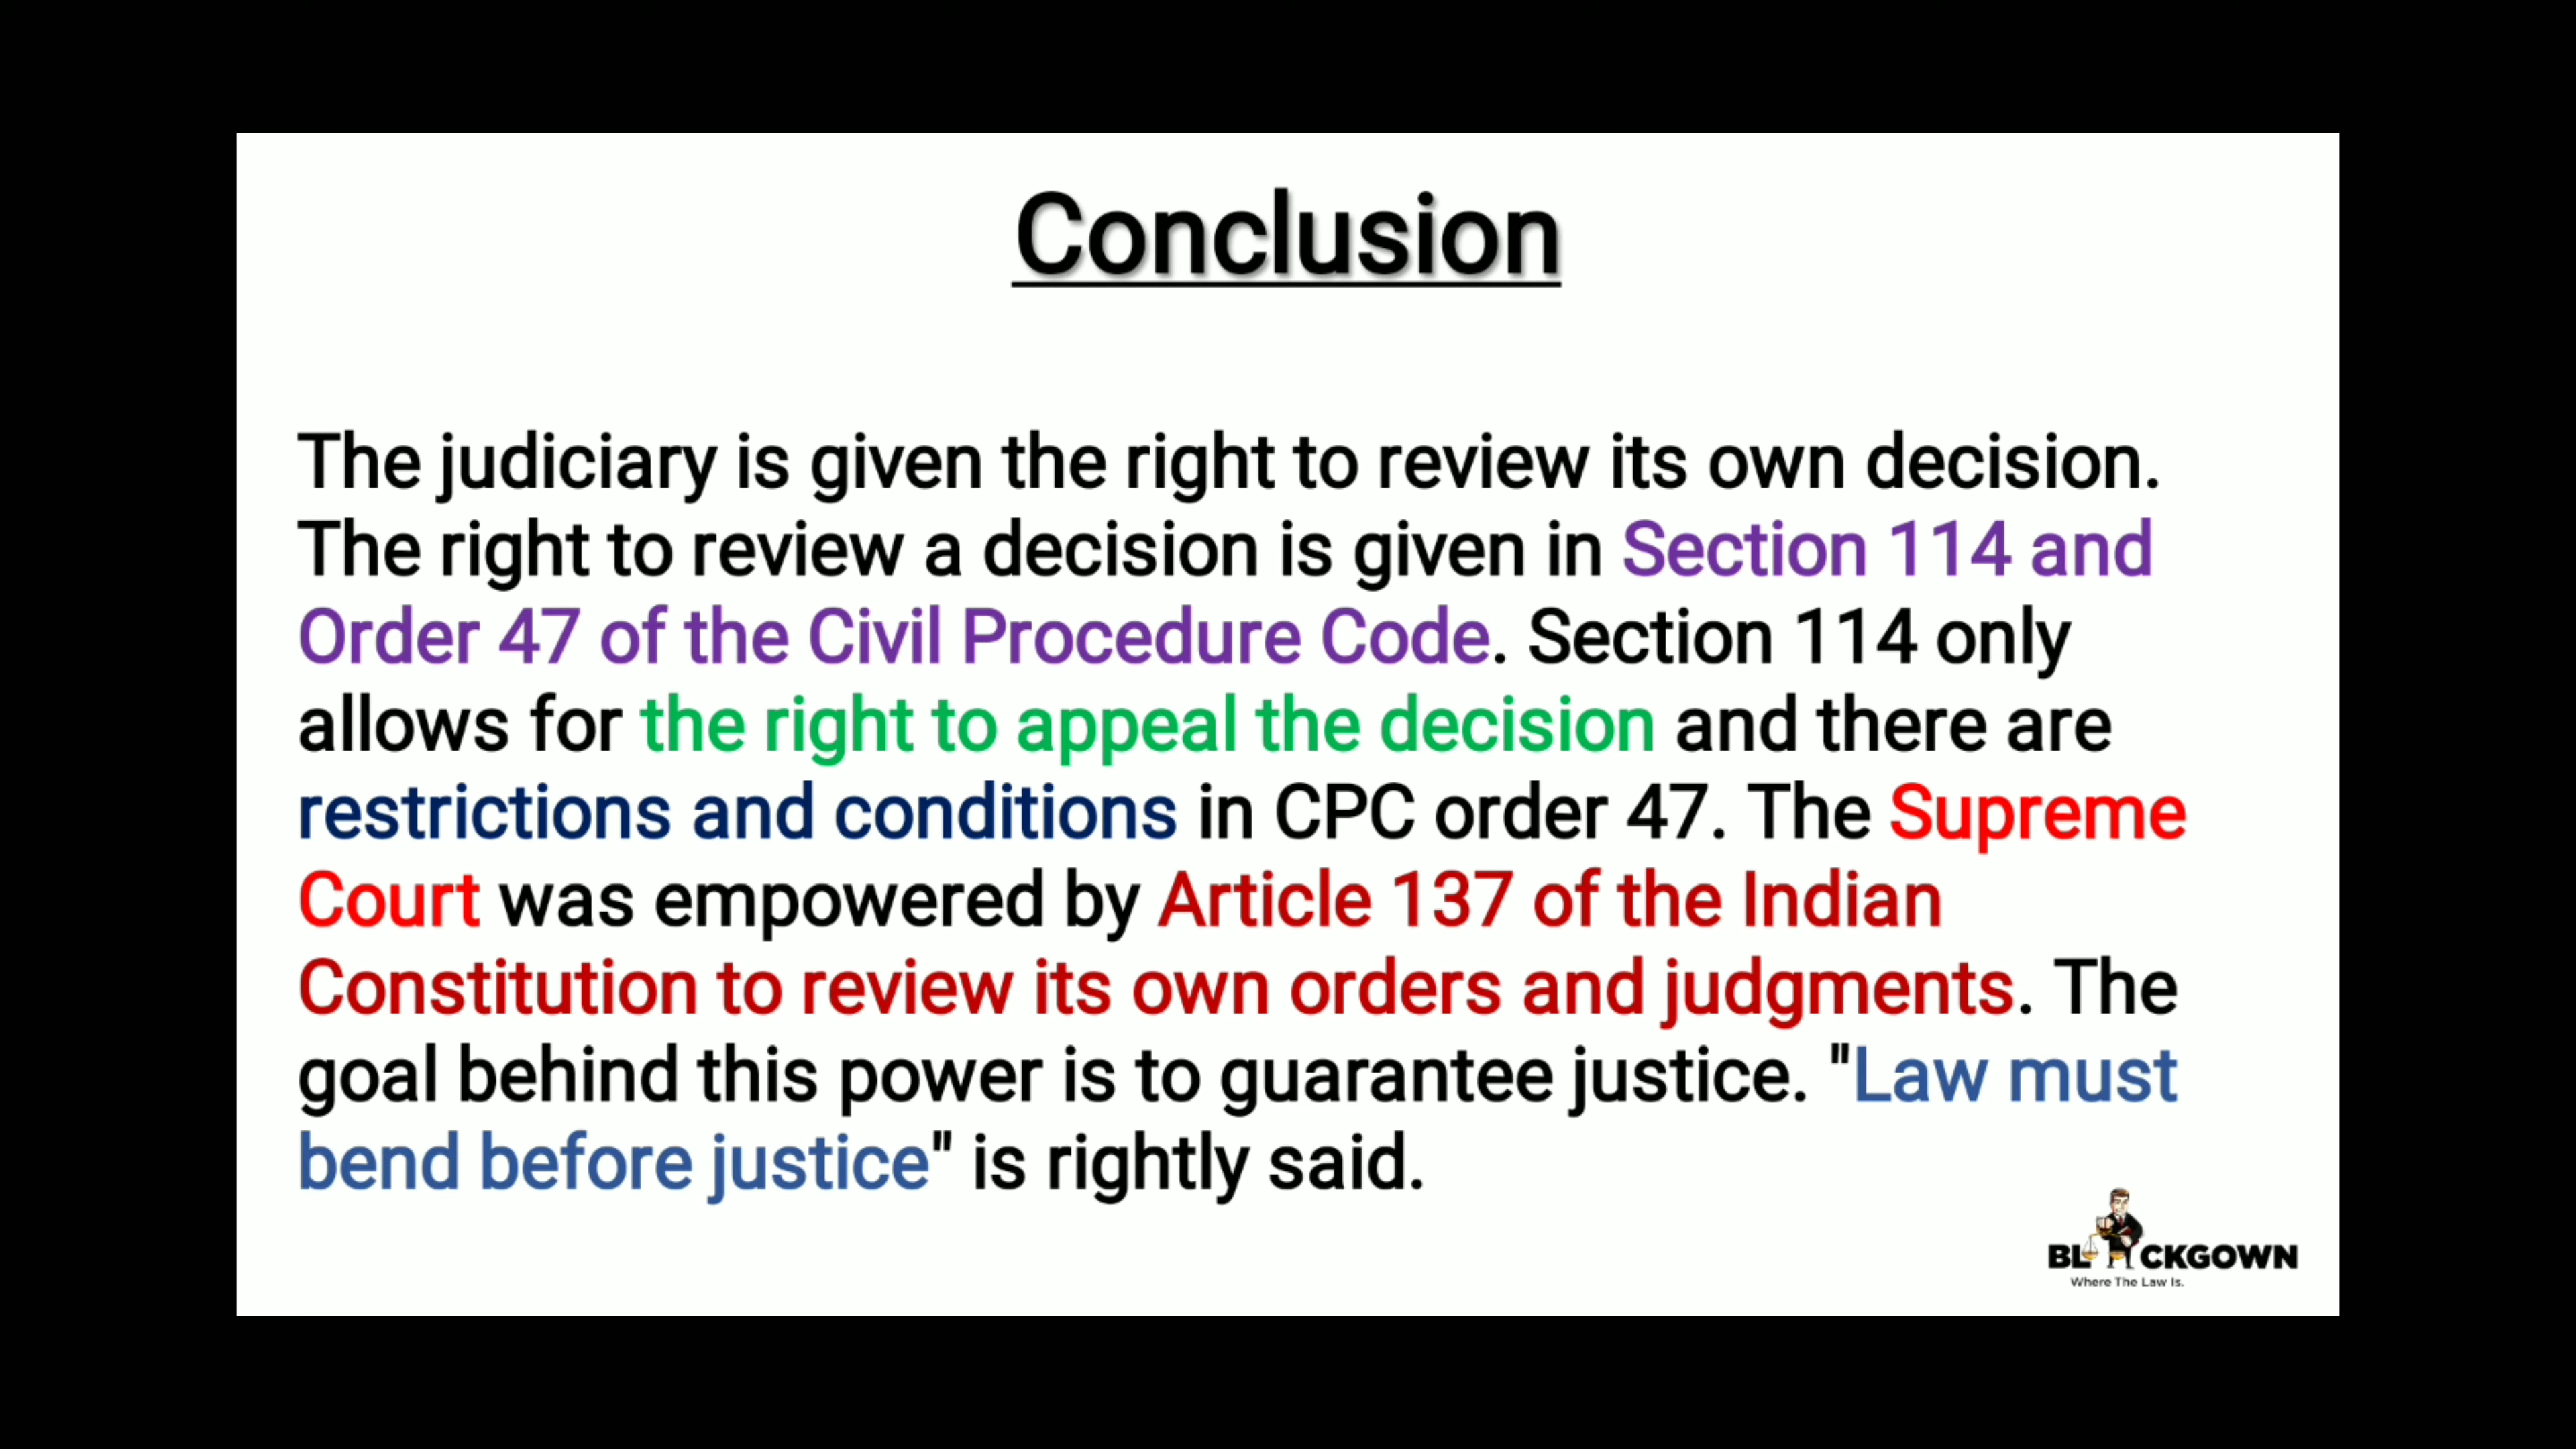 Conclusion
The judiciary is given the right to review its own decision.
The right to review a decision is given in Section 114 and
Order 47 of the Civil Procedure Code. Section 114 only
allows for the right to appeal the decision and there are
restrictions and conditions in CPC order 47. The Supreme
Court was empowered by Article 137 of the Indian
Constitution to review its own orders and judgments. The
goal behind this power is to guarantee justice. "Law must
bend before justice" is rightly said.
BL CKGOWN
Where The Law Is.